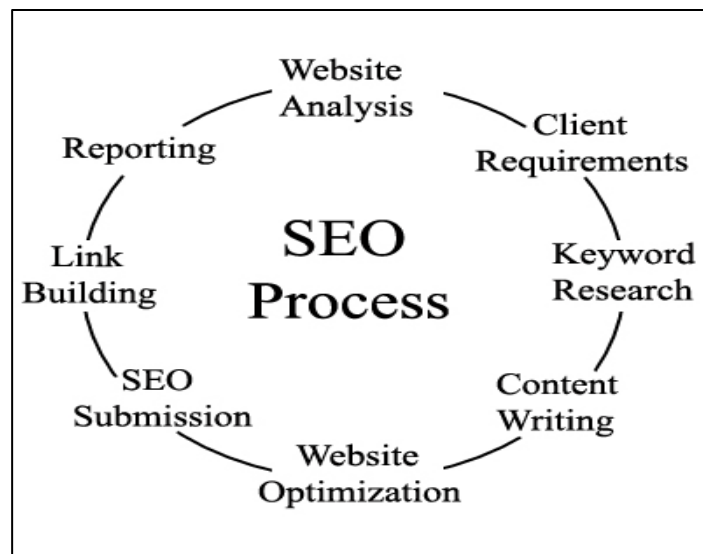 Website
Analysis
Client
Requirements
Reporting
SEO
Process
Keyword
Research
Link
Building
Content
Writing
SEO
Submission
Website
Optimization